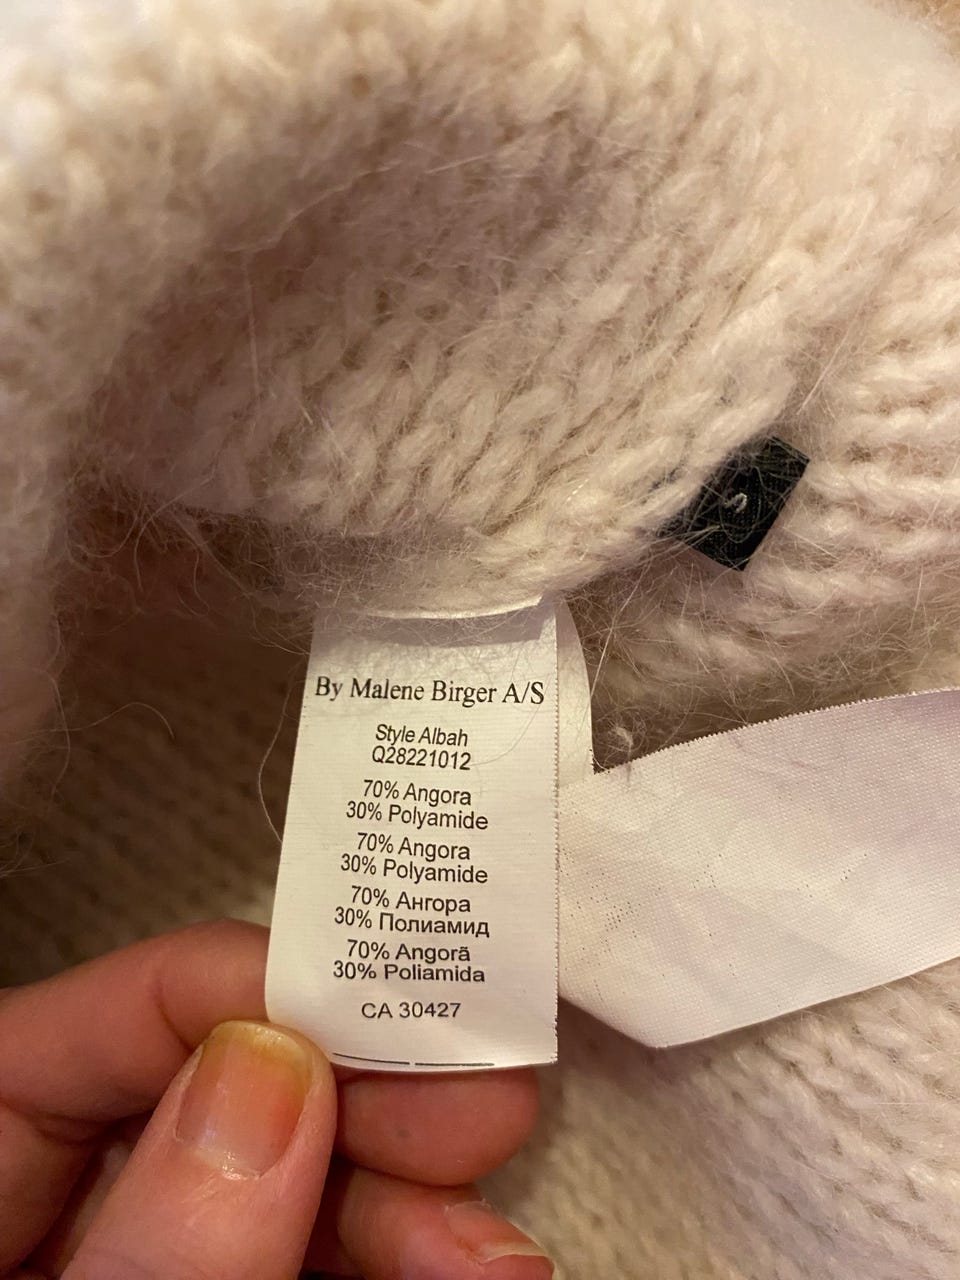 By Malene Birger A/S
Style Albah
Q28221012
70% Angora
30% Polyamide
70% Angora
30% Polyamide
70% Ангора
30% Полиамид
70% Angorã
30% Poliamida
CA 30427